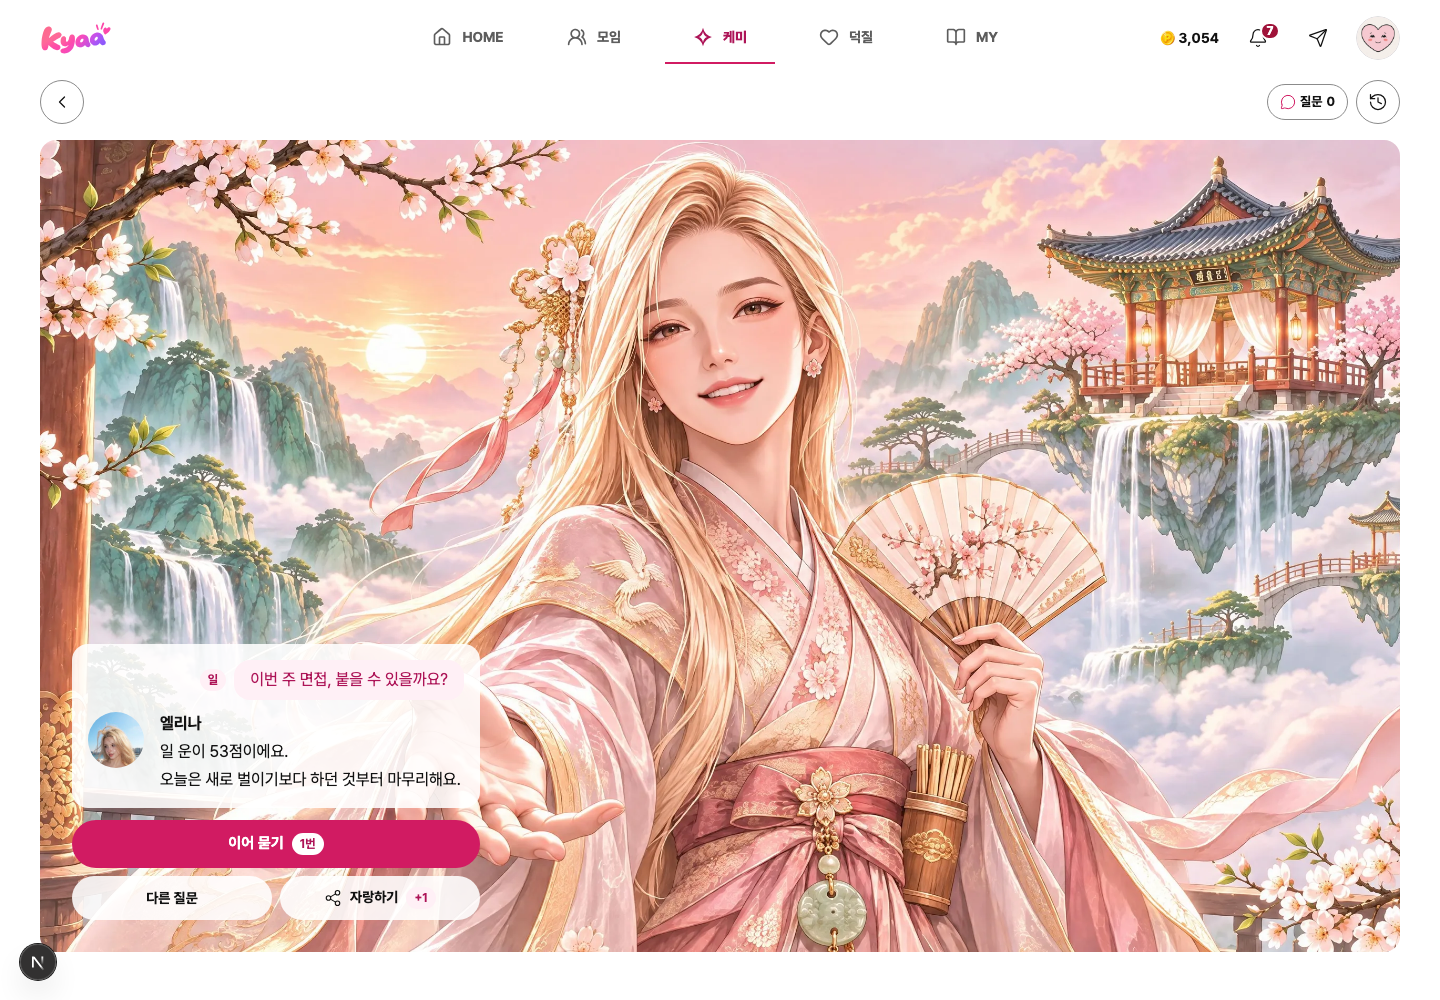 kyaa
HOME
모임
케미
덕질
MY
3,054
7
질문 0
일
이번 주 면접, 붙을 수 있을까요?
엘리나
일 운이 53점이에요.
오늘은 새로 벌이기보다 하던 것부터 마무리해요.
이어 묻기 1번
다른 질문
자랑하기 +1
N